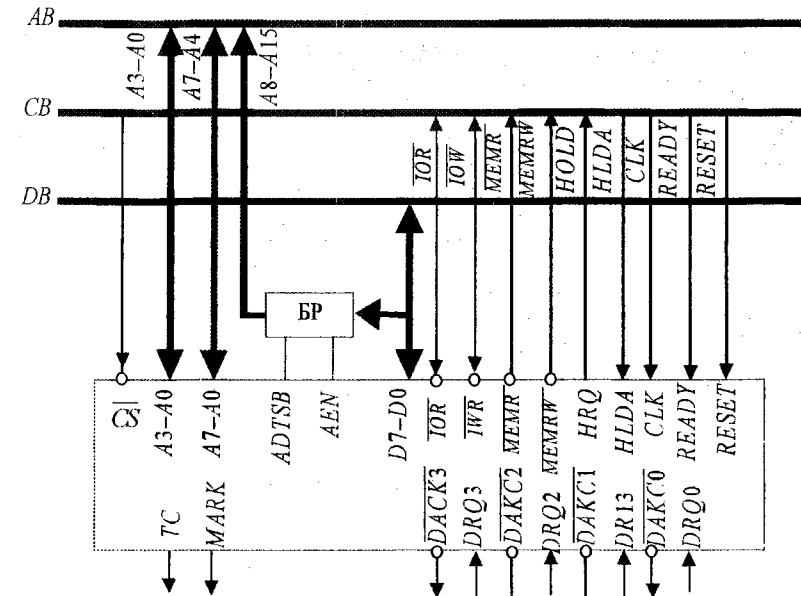 AB
A3–A0
A7–A4
A8–A15
CB
IOR
IOW
MEMR
MEMRW
HOLD
HLDA
CLK
READY
RESET
DB
БР
CS
A3–A0
A7–A0
ADTSB
AEN
D7–D0
IOR
IWR
MEMR
MEMRW
HRQ
HLDA
CLK
READY
RESET
TC
MARK
DACK3
DRQ3
DAKC2
DRQ2
DAKC1
DR13
DAKC0
DRQ0